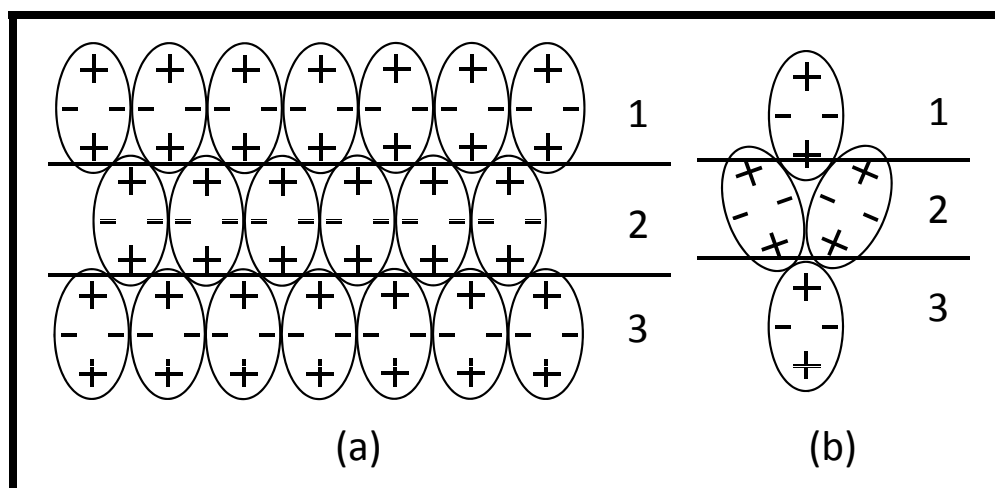 + + + + + + +
- - - - - - - - - - - - - -
+ + + + + + +
1
+ + + + + +
= = = = = = = = = = = =
+ + + + + +
2
+ + + + + + +
- - - - - - - - - - - - - -
+ + + + + + +
3
(a)
+
- -
+
1
+ +
- - - -
+ +
2
+
- -
+
3
(b)